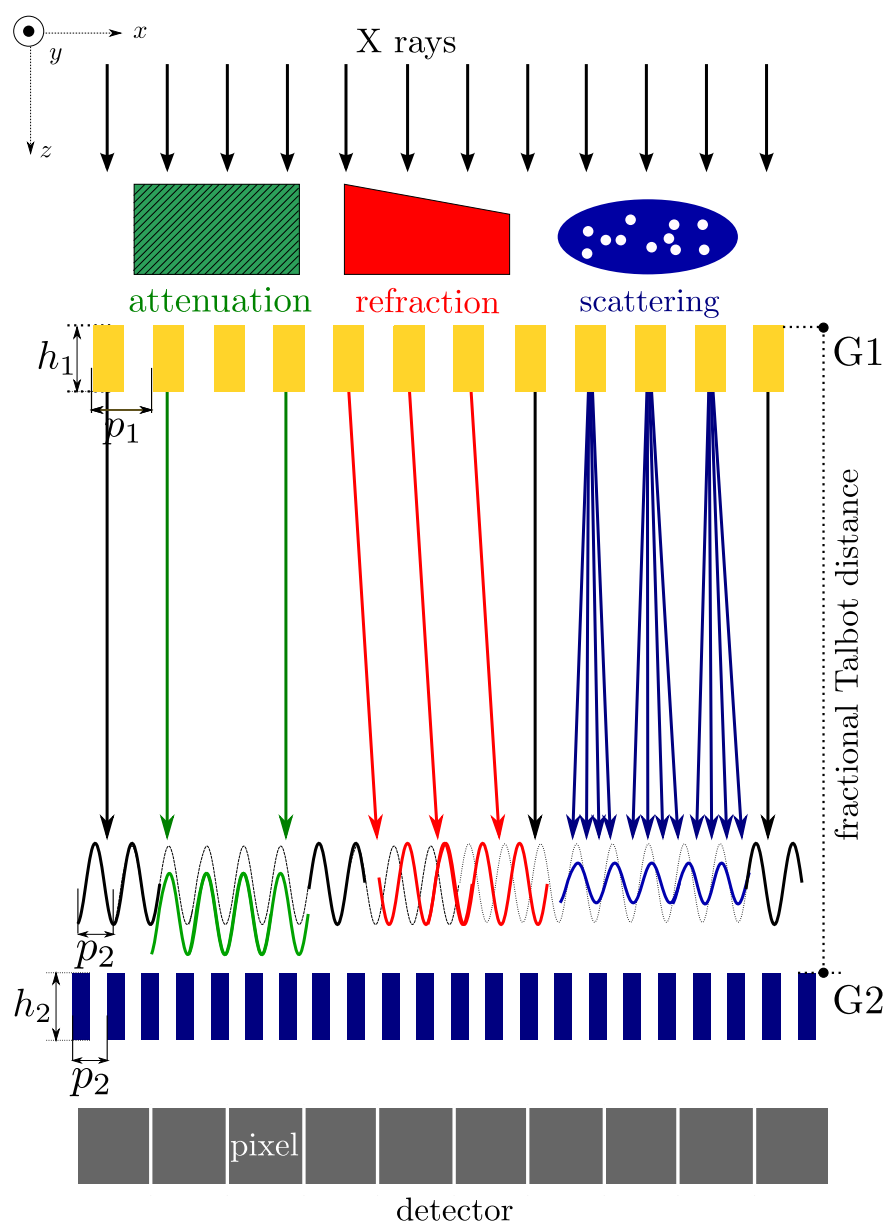 x
y
X rays
z
attenuation refraction scattering
h₁
G1
p₁
fractional Talbot distance
p₂
h₂
G2
p₂
pixel
detector